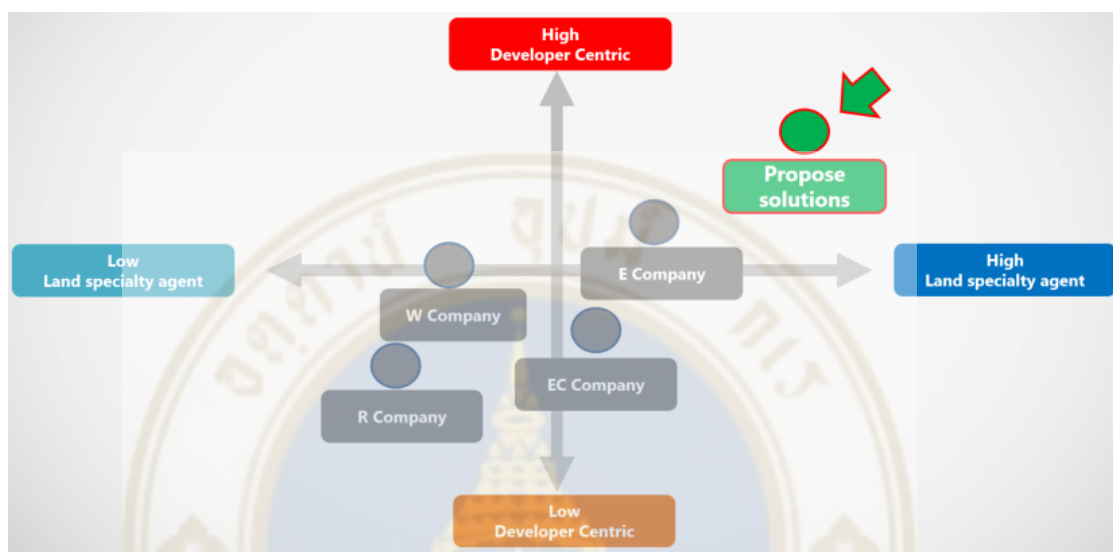 High
Developer Centric
Propose
solutions
Low
Land specialty agent
E Company
High
Land specialty agent
W Company
EC Company
R Company
Low
Developer Centric